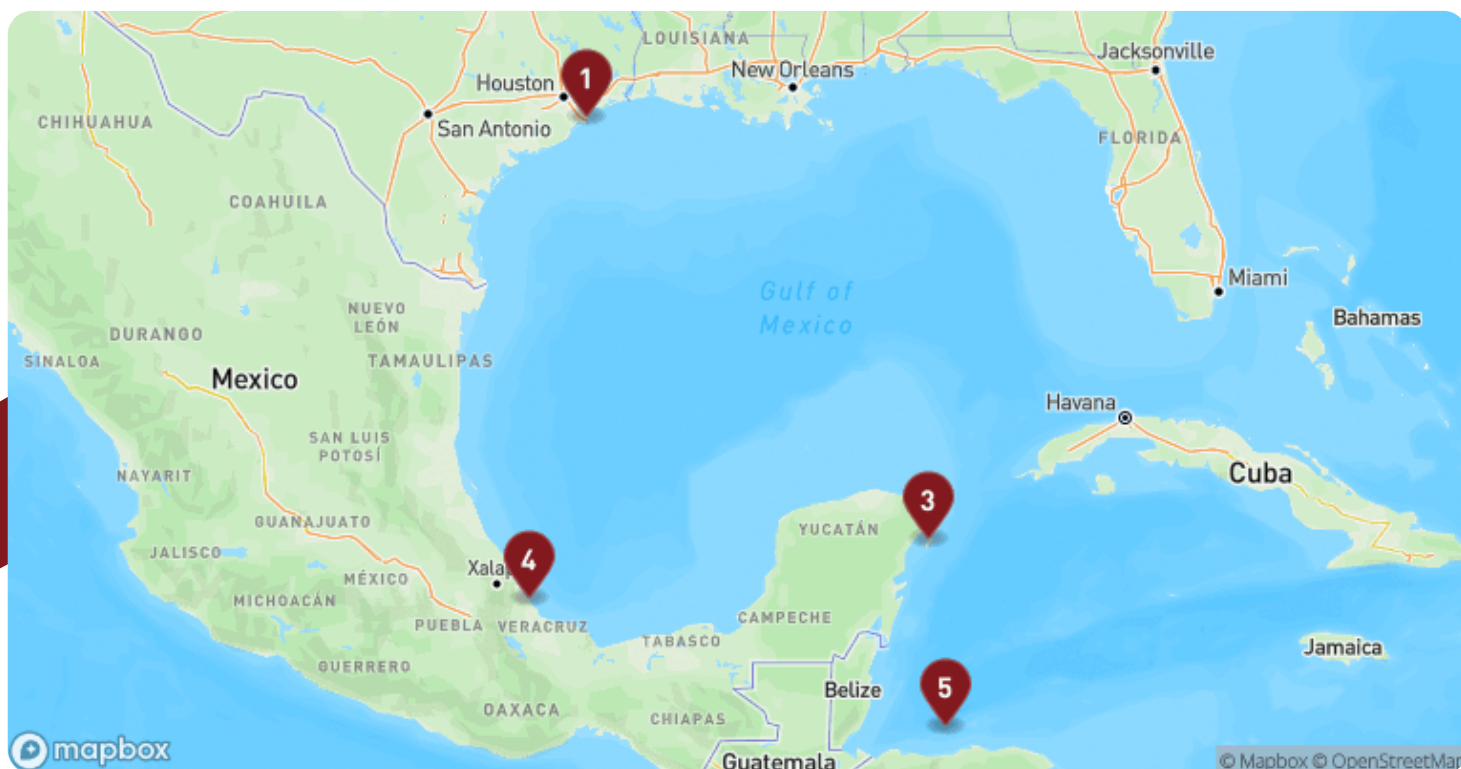 LOUISIANA
Jacksonville
New Orleans
Houston
1
CHIHUAHUA
San Antonio
FLORIDA
COAHUILA
Miami
Gulf of
Mexico
NUEVO
LEÓN
Bahamas
DURANGO
SINALOA
TAMAULIPAS
Mexico
Havana
SAN LUIS
POTOSÍ
Cuba
NAYARIT
3
YUCATÁN
GUANAJUATO
JALISCO
4
Xalap
MÉXICO
MICHOACÁN
CAMPECHE
PUEBLA
VERACRUZ
TABASCO
Jamaica
GUERRERO
5
Belize
OAXACA
CHIAPAS
mapbox
Guatemala
© Mapbox © OpenStreetMap